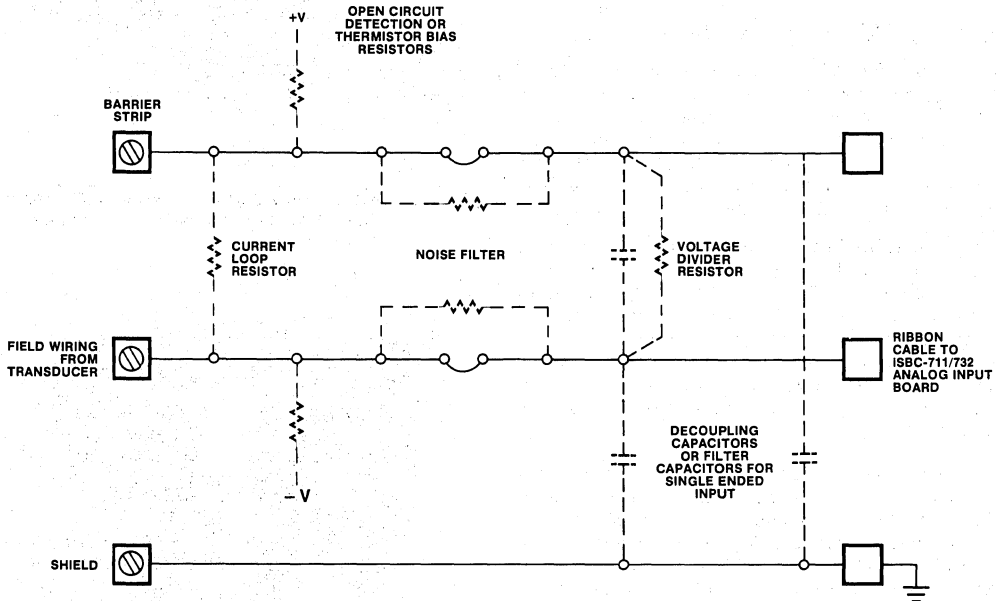 +V
OPEN CIRCUIT
DETECTION OR
THERMISTOR BIAS
RESISTORS
BARRIER
STRIP
CURRENT
LOOP
RESISTOR
NOISE FILTER
VOLTAGE
DIVIDER
RESISTOR
FIELD WIRING
FROM
TRANSDUCER
RIBBON
CABLE TO
ISBC-711/732
ANALOG INPUT
BOARD
DECOUPLING
CAPACITORS
OR FILTER
CAPACITORS FOR
SINGLE ENDED
INPUT
– V
SHIELD